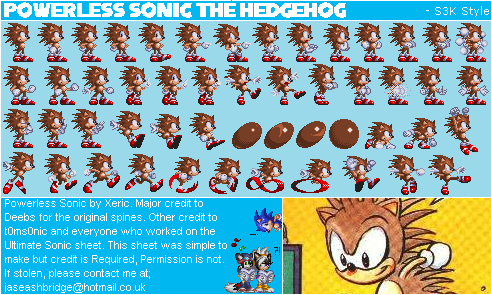 POWERLESS SONIC THE HEDGEHOG
- S3K Style
Powerless Sonic by Xeric. Major credit to
Deebs for the original spines. Other credit to
t0ms0nic and everyone who worked on the
Ultimate Sonic sheet. This sheet was simple to
make but credit is Required, Permission is not.
If stolen, please contact me at;
jaseashbridge@hotmail.co.uk